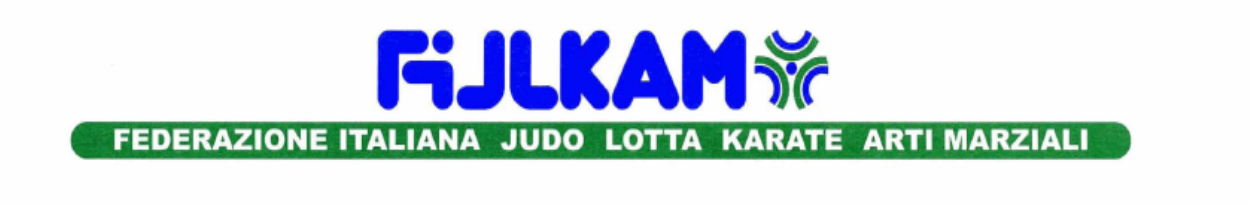 FIJLKAM
FEDERAZIONE ITALIANA JUDO LOTTA KARATE ARTI MARZIALI